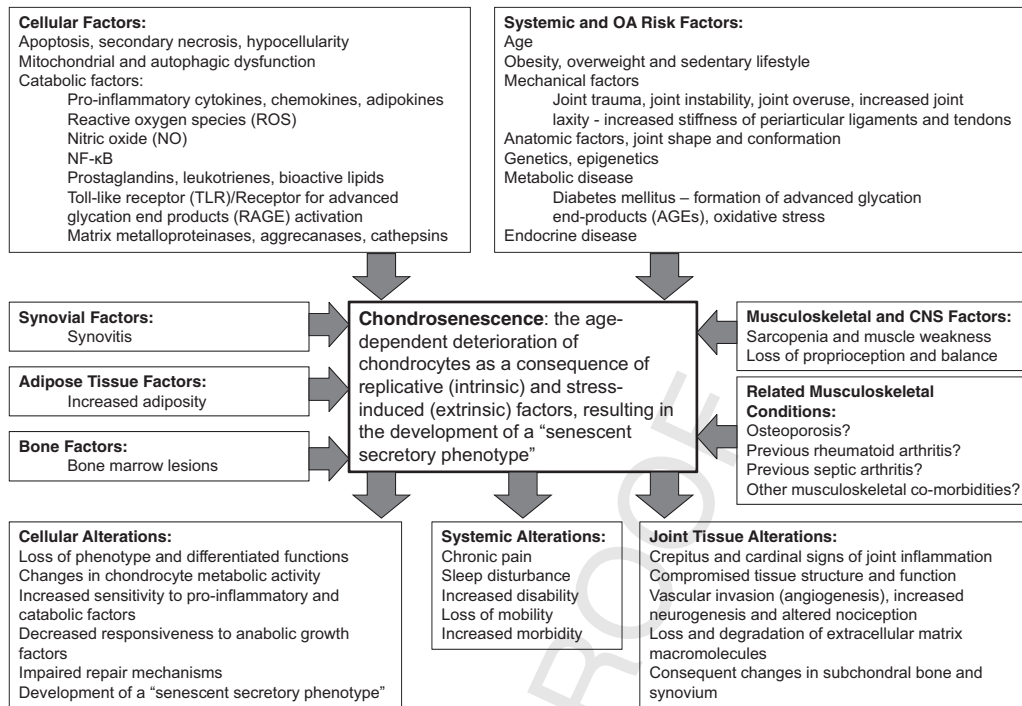 Cellular Factors:
Apoptosis, secondary necrosis, hypocellularity
Mitochondrial and autophagic dysfunction
Catabolic factors:
Pro-inflammatory cytokines, chemokines, adipokines
Reactive oxygen species (ROS)
Nitric oxide (NO)
NF-κB
Prostaglandins, leukotrienes, bioactive lipids
Toll-like receptor (TLR)/Receptor for advanced
glycation end products (RAGE) activation
Matrix metalloproteinases, aggrecanases, cathepsins
Systemic and OA Risk Factors:
Age
Obesity, overweight and sedentary lifestyle
Mechanical factors
Joint trauma, joint instability, joint overuse, increased joint
laxity - increased stiffness of periarticular ligaments and tendons
Anatomic factors, joint shape and conformation
Genetics, epigenetics
Metabolic disease
Diabetes mellitus – formation of advanced glycation
end-products (AGEs), oxidative stress
Endocrine disease
Synovial Factors:
Synovitis
Adipose Tissue Factors:
Increased adiposity
Bone Factors:
Bone marrow lesions
Chondrosenescence: the age-
dependent deterioration of
chondrocytes as a consequence of
replicative (intrinsic) and stress-
induced (extrinsic) factors, resulting in
the development of a “senescent
secretory phenotype”
Musculoskeletal and CNS Factors:
Sarcopenia and muscle weakness
Loss of proprioception and balance
Related Musculoskeletal
Conditions:
Osteoporosis?
Previous rheumatoid arthritis?
Previous septic arthritis?
Other musculoskeletal co-morbidities?
Cellular Alterations:
Loss of phenotype and differentiated functions
Changes in chondrocyte metabolic activity
Increased sensitivity to pro-inflammatory and
catabolic factors
Decreased responsiveness to anabolic growth
factors
Impaired repair mechanisms
Development of a “senescent secretory phenotype”
Systemic Alterations:
Chronic pain
Sleep disturbance
Increased disability
Loss of mobility
Increased morbidity
Joint Tissue Alterations:
Crepitus and cardinal signs of joint inflammation
Compromised tissue structure and function
Vascular invasion (angiogenesis), increased
neurogenesis and altered nociception
Loss and degradation of extracellular matrix
macromolecules
Consequent changes in subchondral bone and
synovium
ROOF